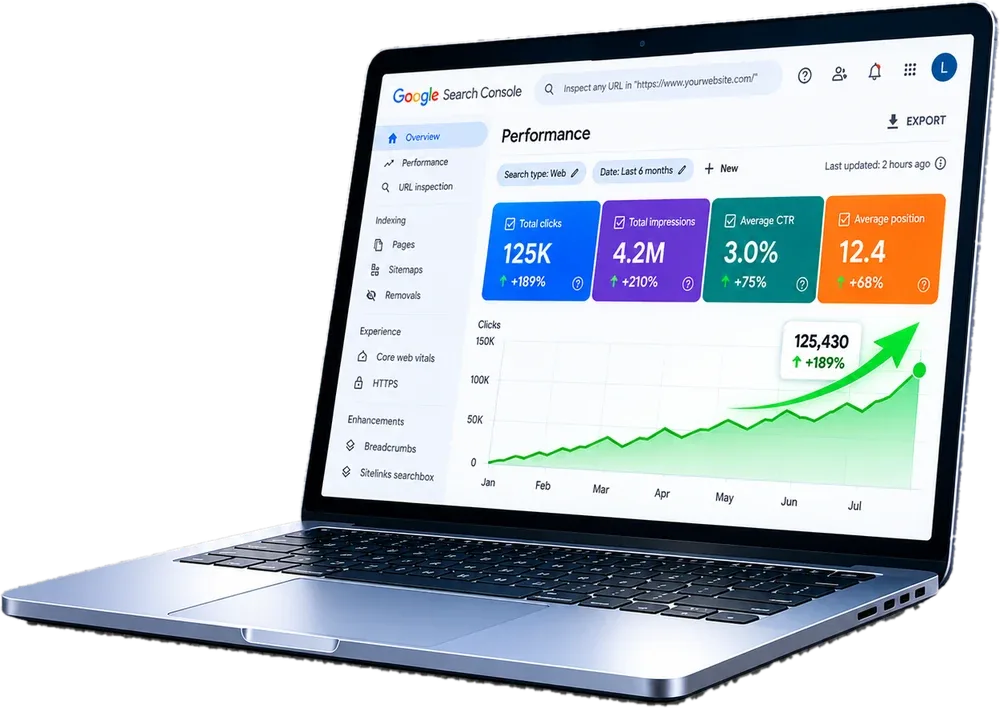 Google Search Console
Inspect any URL in "https://www.yourwebsite.com/"
L
Overview
Performance
URL inspection
Indexing
Pages
Sitemaps
Removals
Experience
Core web vitals
HTTPS
Enhancements
Breadcrumbs
Sitelinks searchbox
Performance
EXPORT
Search type: Web
Date: Last 6 months
+ New
Last updated: 2 hours ago
Total clicks
125K
+189%
Total impressions
4.2M
+210%
Average CTR
3.0%
+75%
Average position
12.4
+68%
Clicks
150K
100K
50K
0
125,430
+189%
Jan Feb Mar Apr May Jun Jul